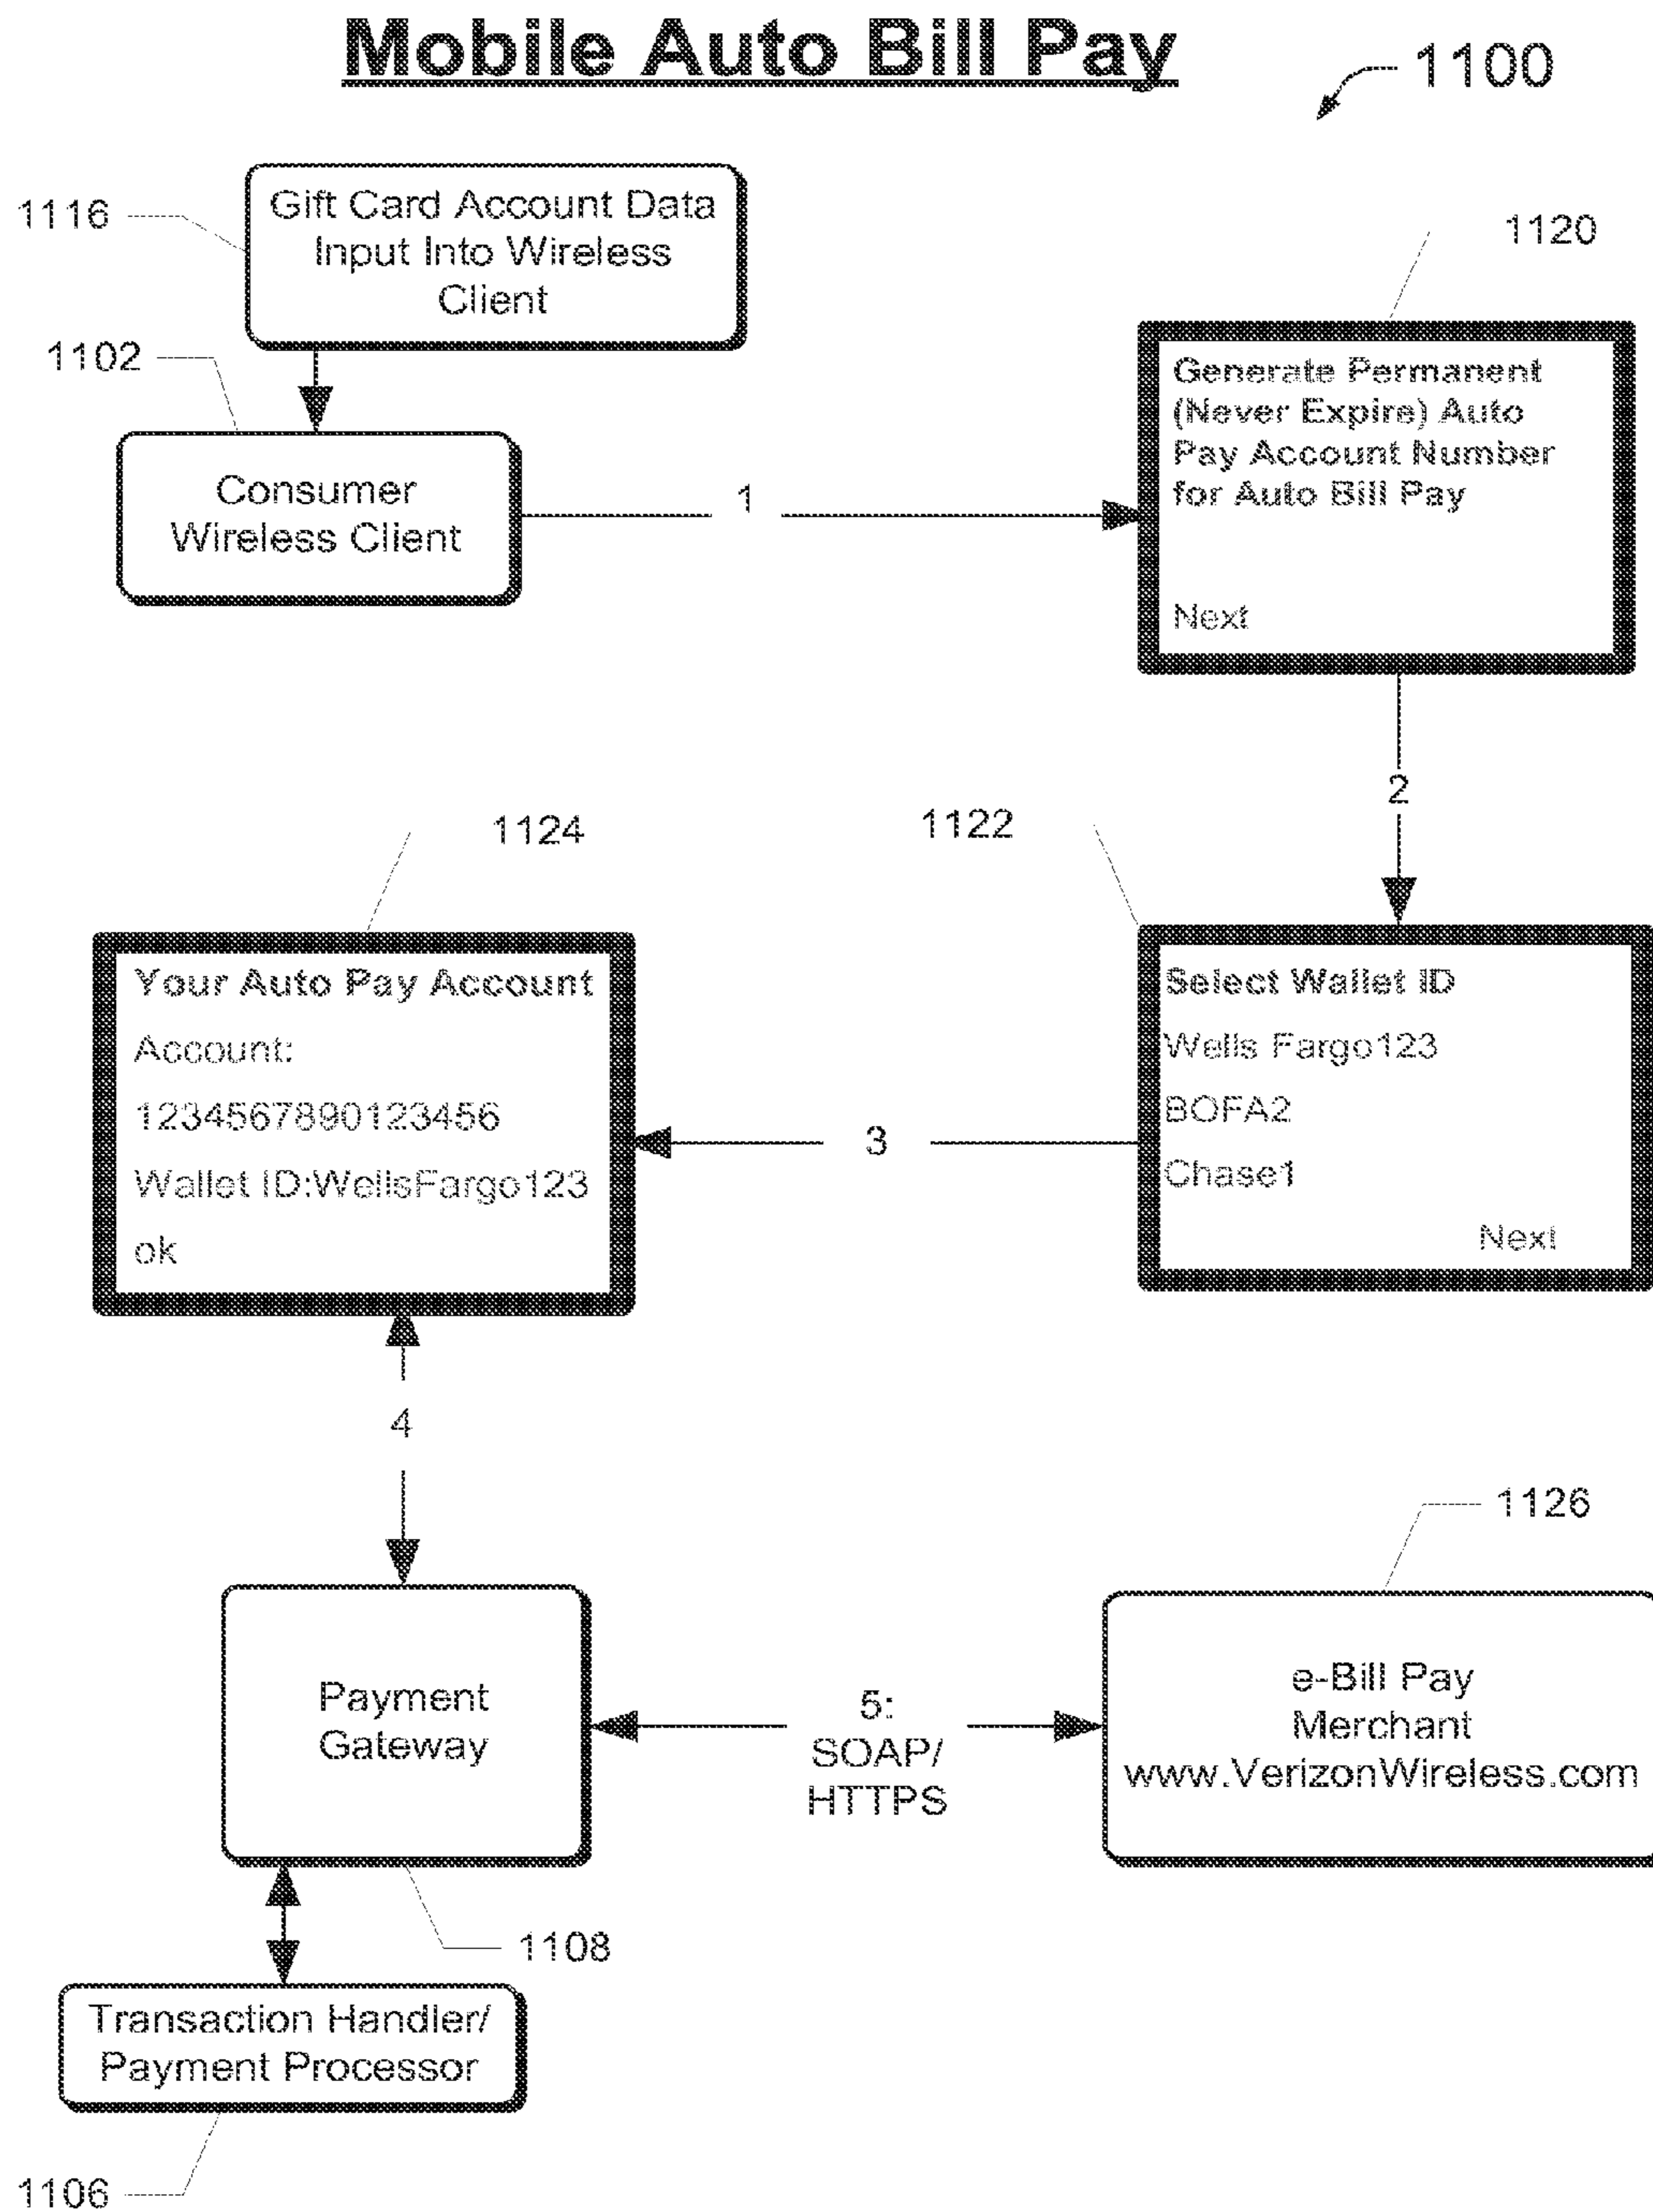 Mobile Auto Bill Pay
1100
1116
Gift Card Account Data
Input Into Wireless
Client
1120
1102
Consumer
Wireless Client
1
Generate Permanent
(Never Expire) Auto
Pay Account Number
for Auto Bill Pay
Next
2
1124
1122
Your Auto Pay Account
Account:
1234567890123456
Wallet ID:WellsFargo123
ok
3
Select Wallet ID
Wells Fargo123
BOFA2
Chase1
Next
4
1126
Payment
Gateway
5:
SOAP/
HTTPS
e-Bill Pay
Merchant
www.VerizonWireless.com
1108
Transaction Handler/
Payment Processor
1106